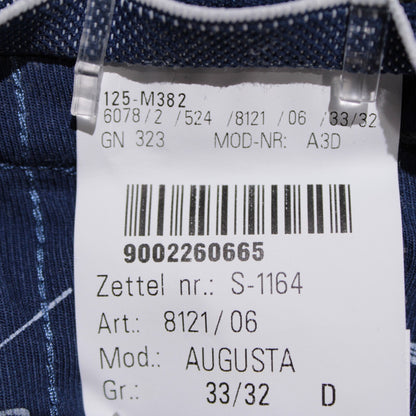 125-M382
6078/2/524/8121/06/33/32
GN 323 MOD-NR: A3D
9002260665
Zettel nr.: S-1164
Art.: 8121/06
Mod.: AUGUSTA
Gr.: 33/32 D